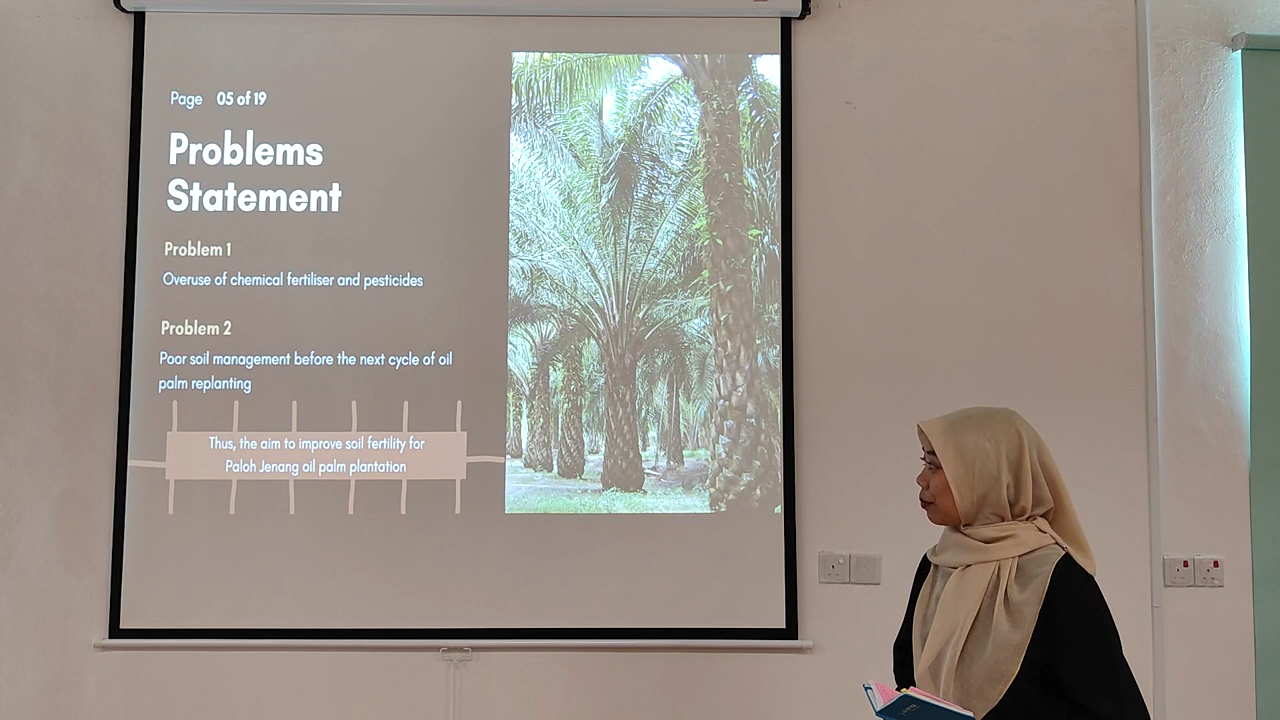 Page 05 of 19
Problems
Statement
Problem 1
Overuse of chemical fertiliser and pesticides
Problem 2
Poor soil management before the next cycle of oil
palm replanting
Thus, the aim to improve soil fertility for
Paloh Jenang oil palm plantation